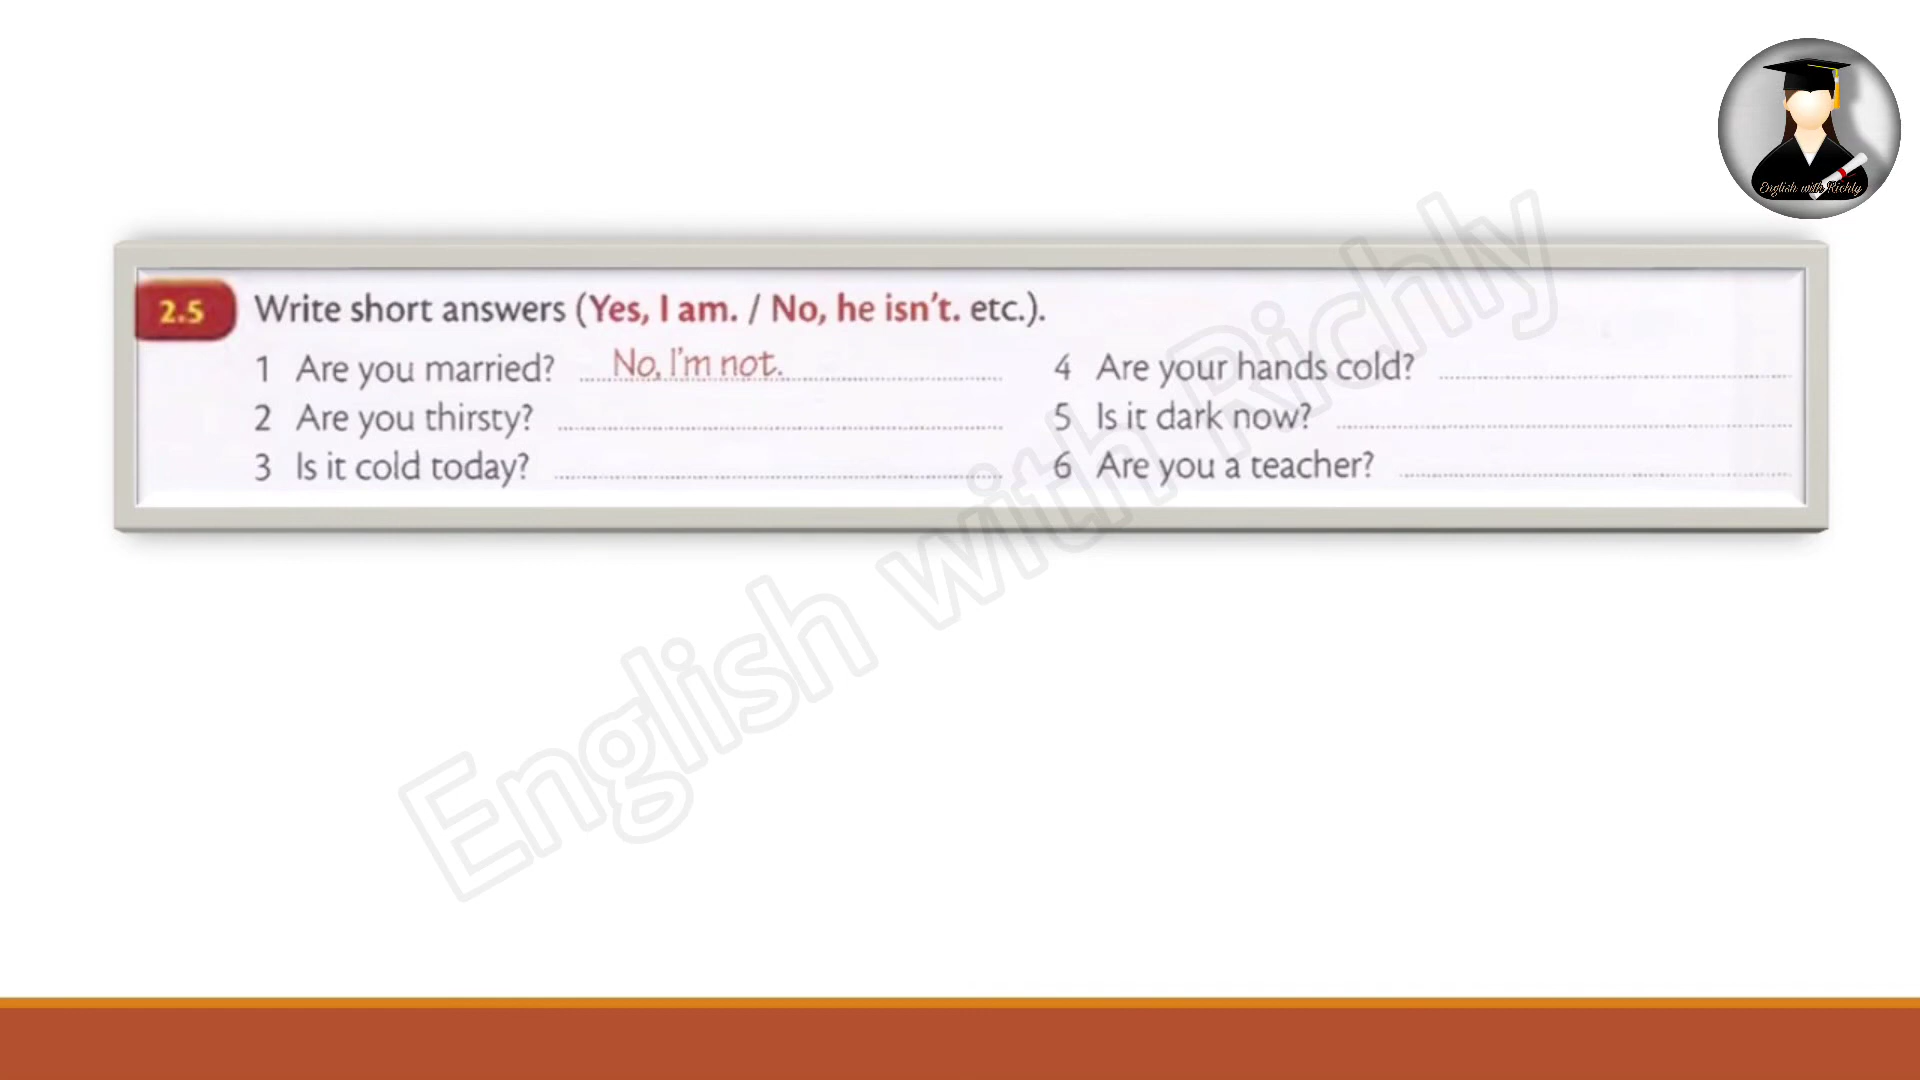 English with Richly
2.5 Write short answers (Yes, I am. / No, he isn't. etc.).
1 Are you married? No, I'm not.
2 Are you thirsty?
3 Is it cold today?
4 Are your hands cold?
5 Is it dark now?
6 Are you a teacher?
English with Richly